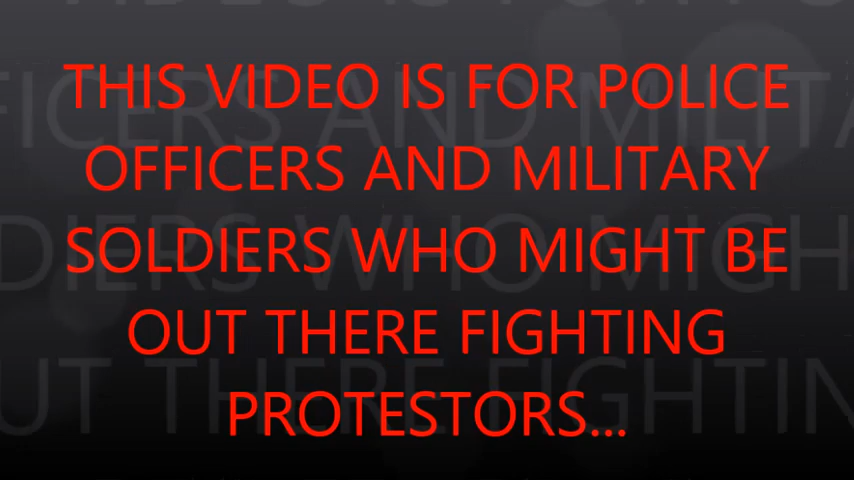 THIS VIDEO IS FOR POLICE
OFFICERS AND MILITARY
SOLDIERS WHO MIGHT BE
OUT THERE FIGHTING
PROTESTORS...